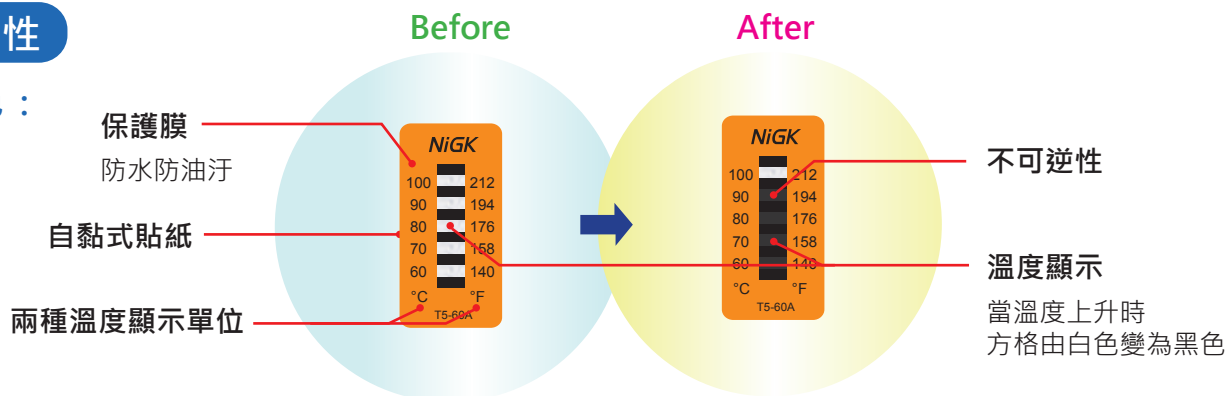 性
：
Before
After
保護膜
防水防油汙
自黏式貼紙
兩種溫度顯示單位
NiGK
100 212
90 194
80 176
70 158
60 140
°C °F
T5-60A
NiGK
100 212
90 194
80 176
70 158
60 140
°C °F
T5-60A
不可逆性
溫度顯示
當溫度上升時
方格由白色變為黑色